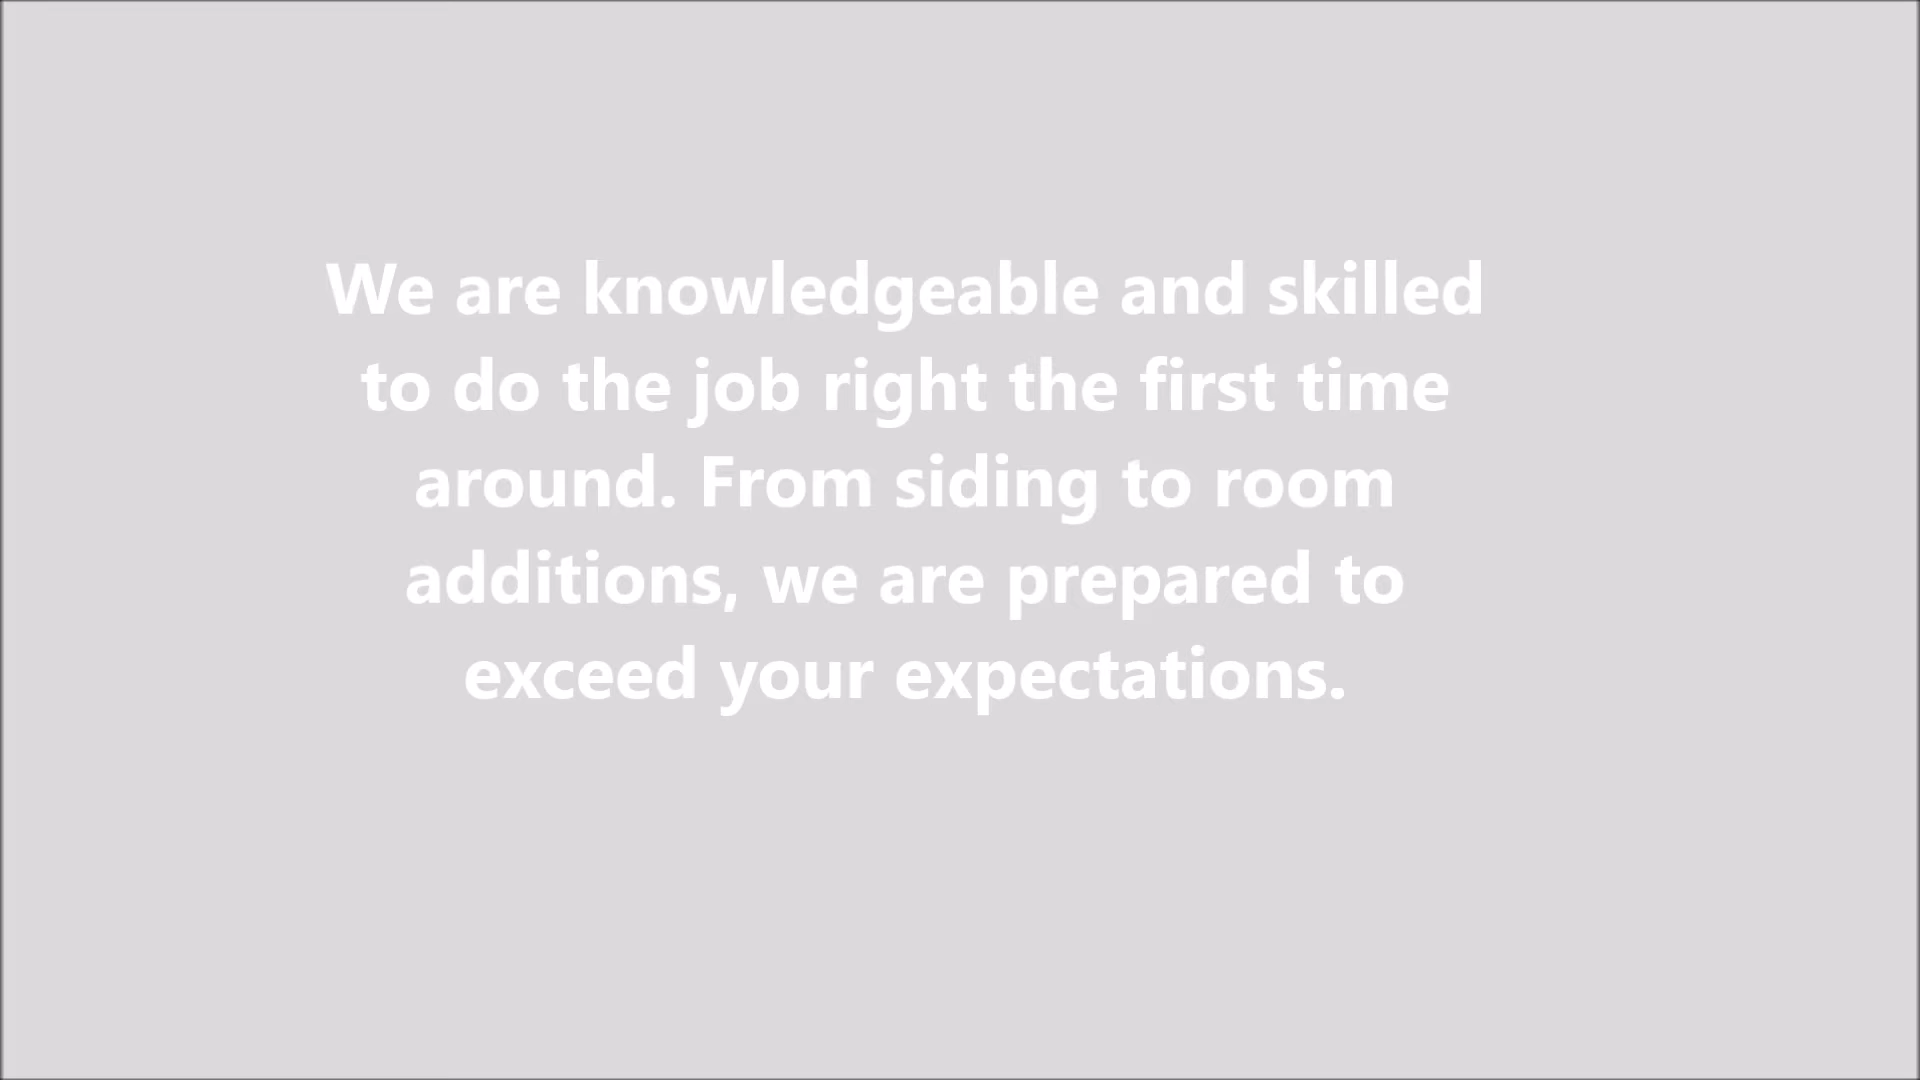 We are knowledgeable and skilled
to do the job right the first time
around. From siding to room
additions, we are prepared to
exceed your expectations.